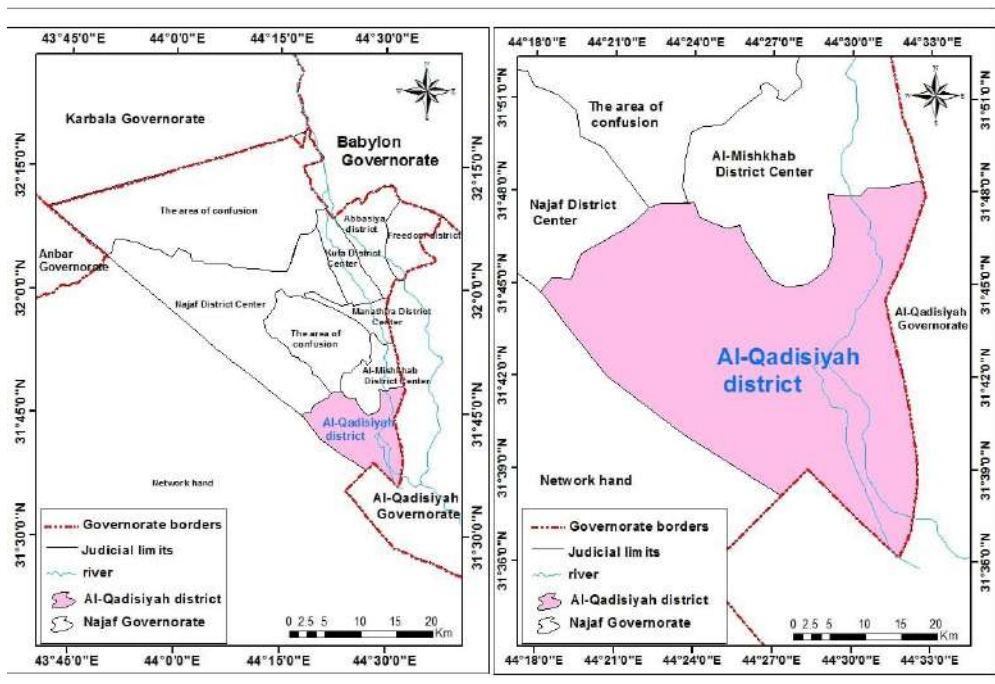 43°45'0"E 44°0'0"E 44°15'0"E 44°30'0"E
N
W E
S
Karbala Governorate
Babylon
Governorate
32°15'0"N
32°15'0"N
The area of confusion
Abbasiya
district
Freedom district
Kufa District
Center
Anbar
Governorate
32°0'0"N
32°0'0"N
Najaf District Center
Manathira District
Center
The area of
confusion
Al-Mishkhab
District Center
31°45'0"N
31°45'0"N
Al-Qadisiyah
district
Network hand
Al-Qadisiyah
Governorate
31°30'0"N
31°30'0"N
Governorate borders
Judicial limits
river
Al-Qadisiyah district
Najaf Governorate
0 2.5 5 10 15 20
Km
43°45'0"E 44°0'0"E 44°15'0"E 44°30'0"E
44°18'0"E 44°21'0"E 44°24'0"E 44°27'0"E 44°30'0"E 44°33'0"E
N
W E
S
31°51'0"N
31°51'0"N
The area of
confusion
Al-Mishkhab
District Center
31°48'0"N
31°48'0"N
Najaf District
Center
31°45'0"N
31°45'0"N
Al-Qadisiyah
Governorate
Al-Qadisiyah
district
31°42'0"N
31°42'0"N
31°39'0"N
31°39'0"N
Network hand
31°36'0"N
31°36'0"N
Governorate borders
Judicial limits
river
Al-Qadisiyah district
Najaf Governorate
0 2.5 5 10 15 20
Km
44°18'0"E 44°21'0"E 44°24'0"E 44°27'0"E 44°30'0"E 44°33'0"E